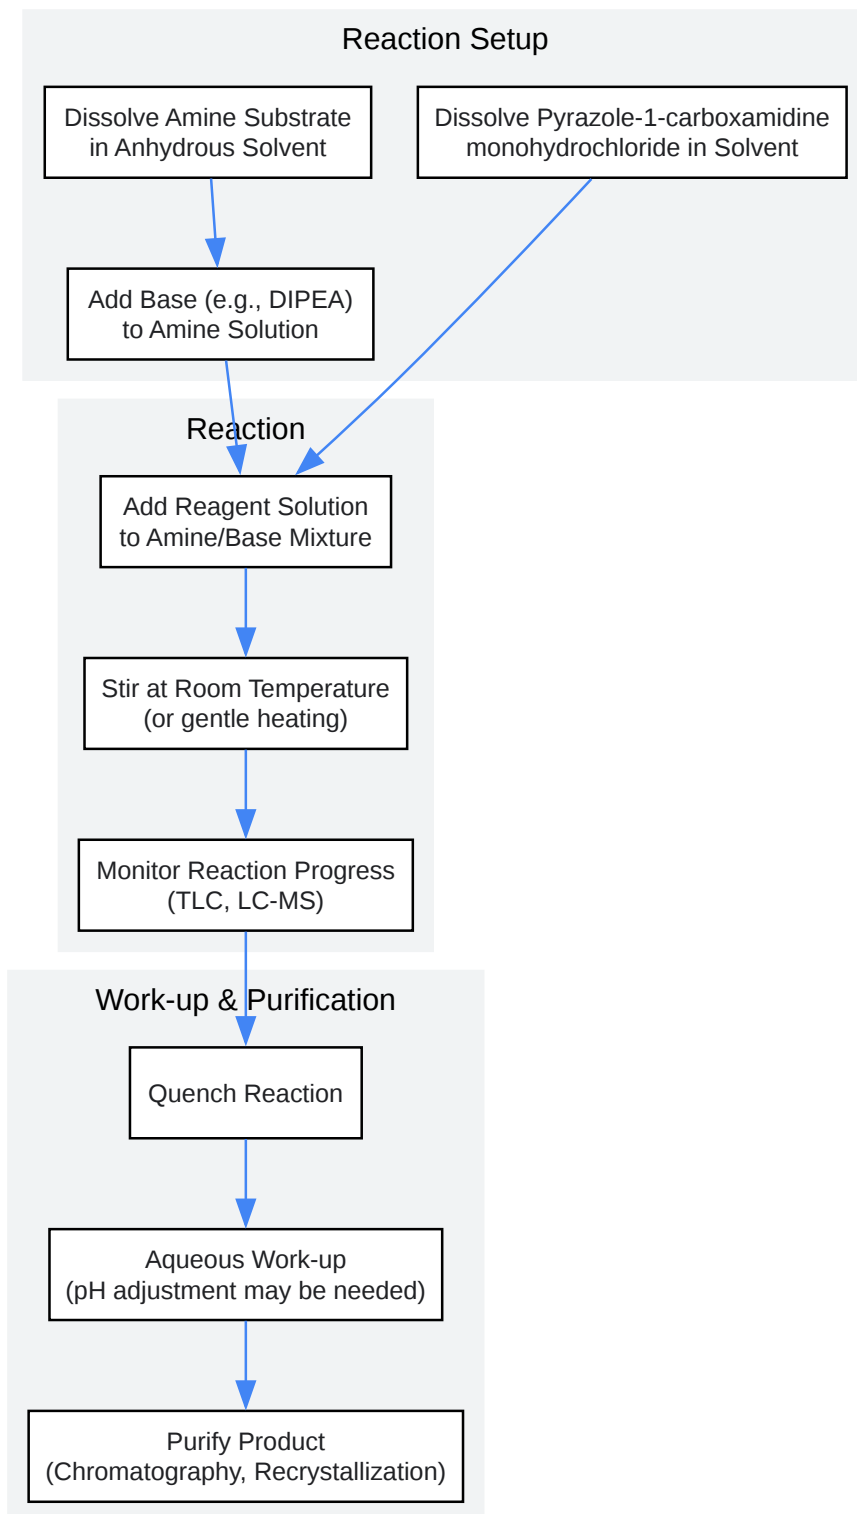 Reaction Setup
Dissolve Amine Substrate
in Anhydrous Solvent
Dissolve Pyrazole-1-carboxamidine
monohydrochloride in Solvent
Add Base (e.g., DIPEA)
to Amine Solution
Reaction
Add Reagent Solution
to Amine/Base Mixture
Stir at Room Temperature
(or gentle heating)
Monitor Reaction Progress
(TLC, LC-MS)
Work-up & Purification
Quench Reaction
Aqueous Work-up
(pH adjustment may be needed)
Purify Product
(Chromatography, Recrystallization)